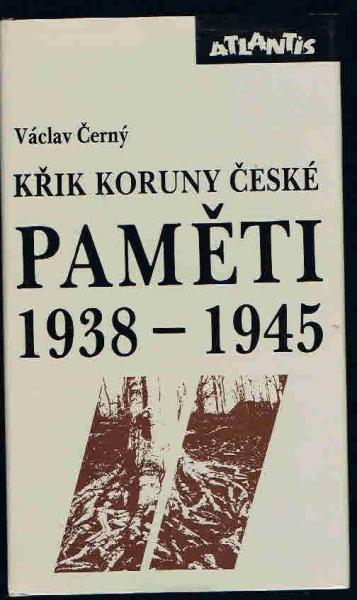 ATLANTIS
Václav Černý
KŘIK KORUNY ČESKÉ
PAMĚTI
1938 – 1945